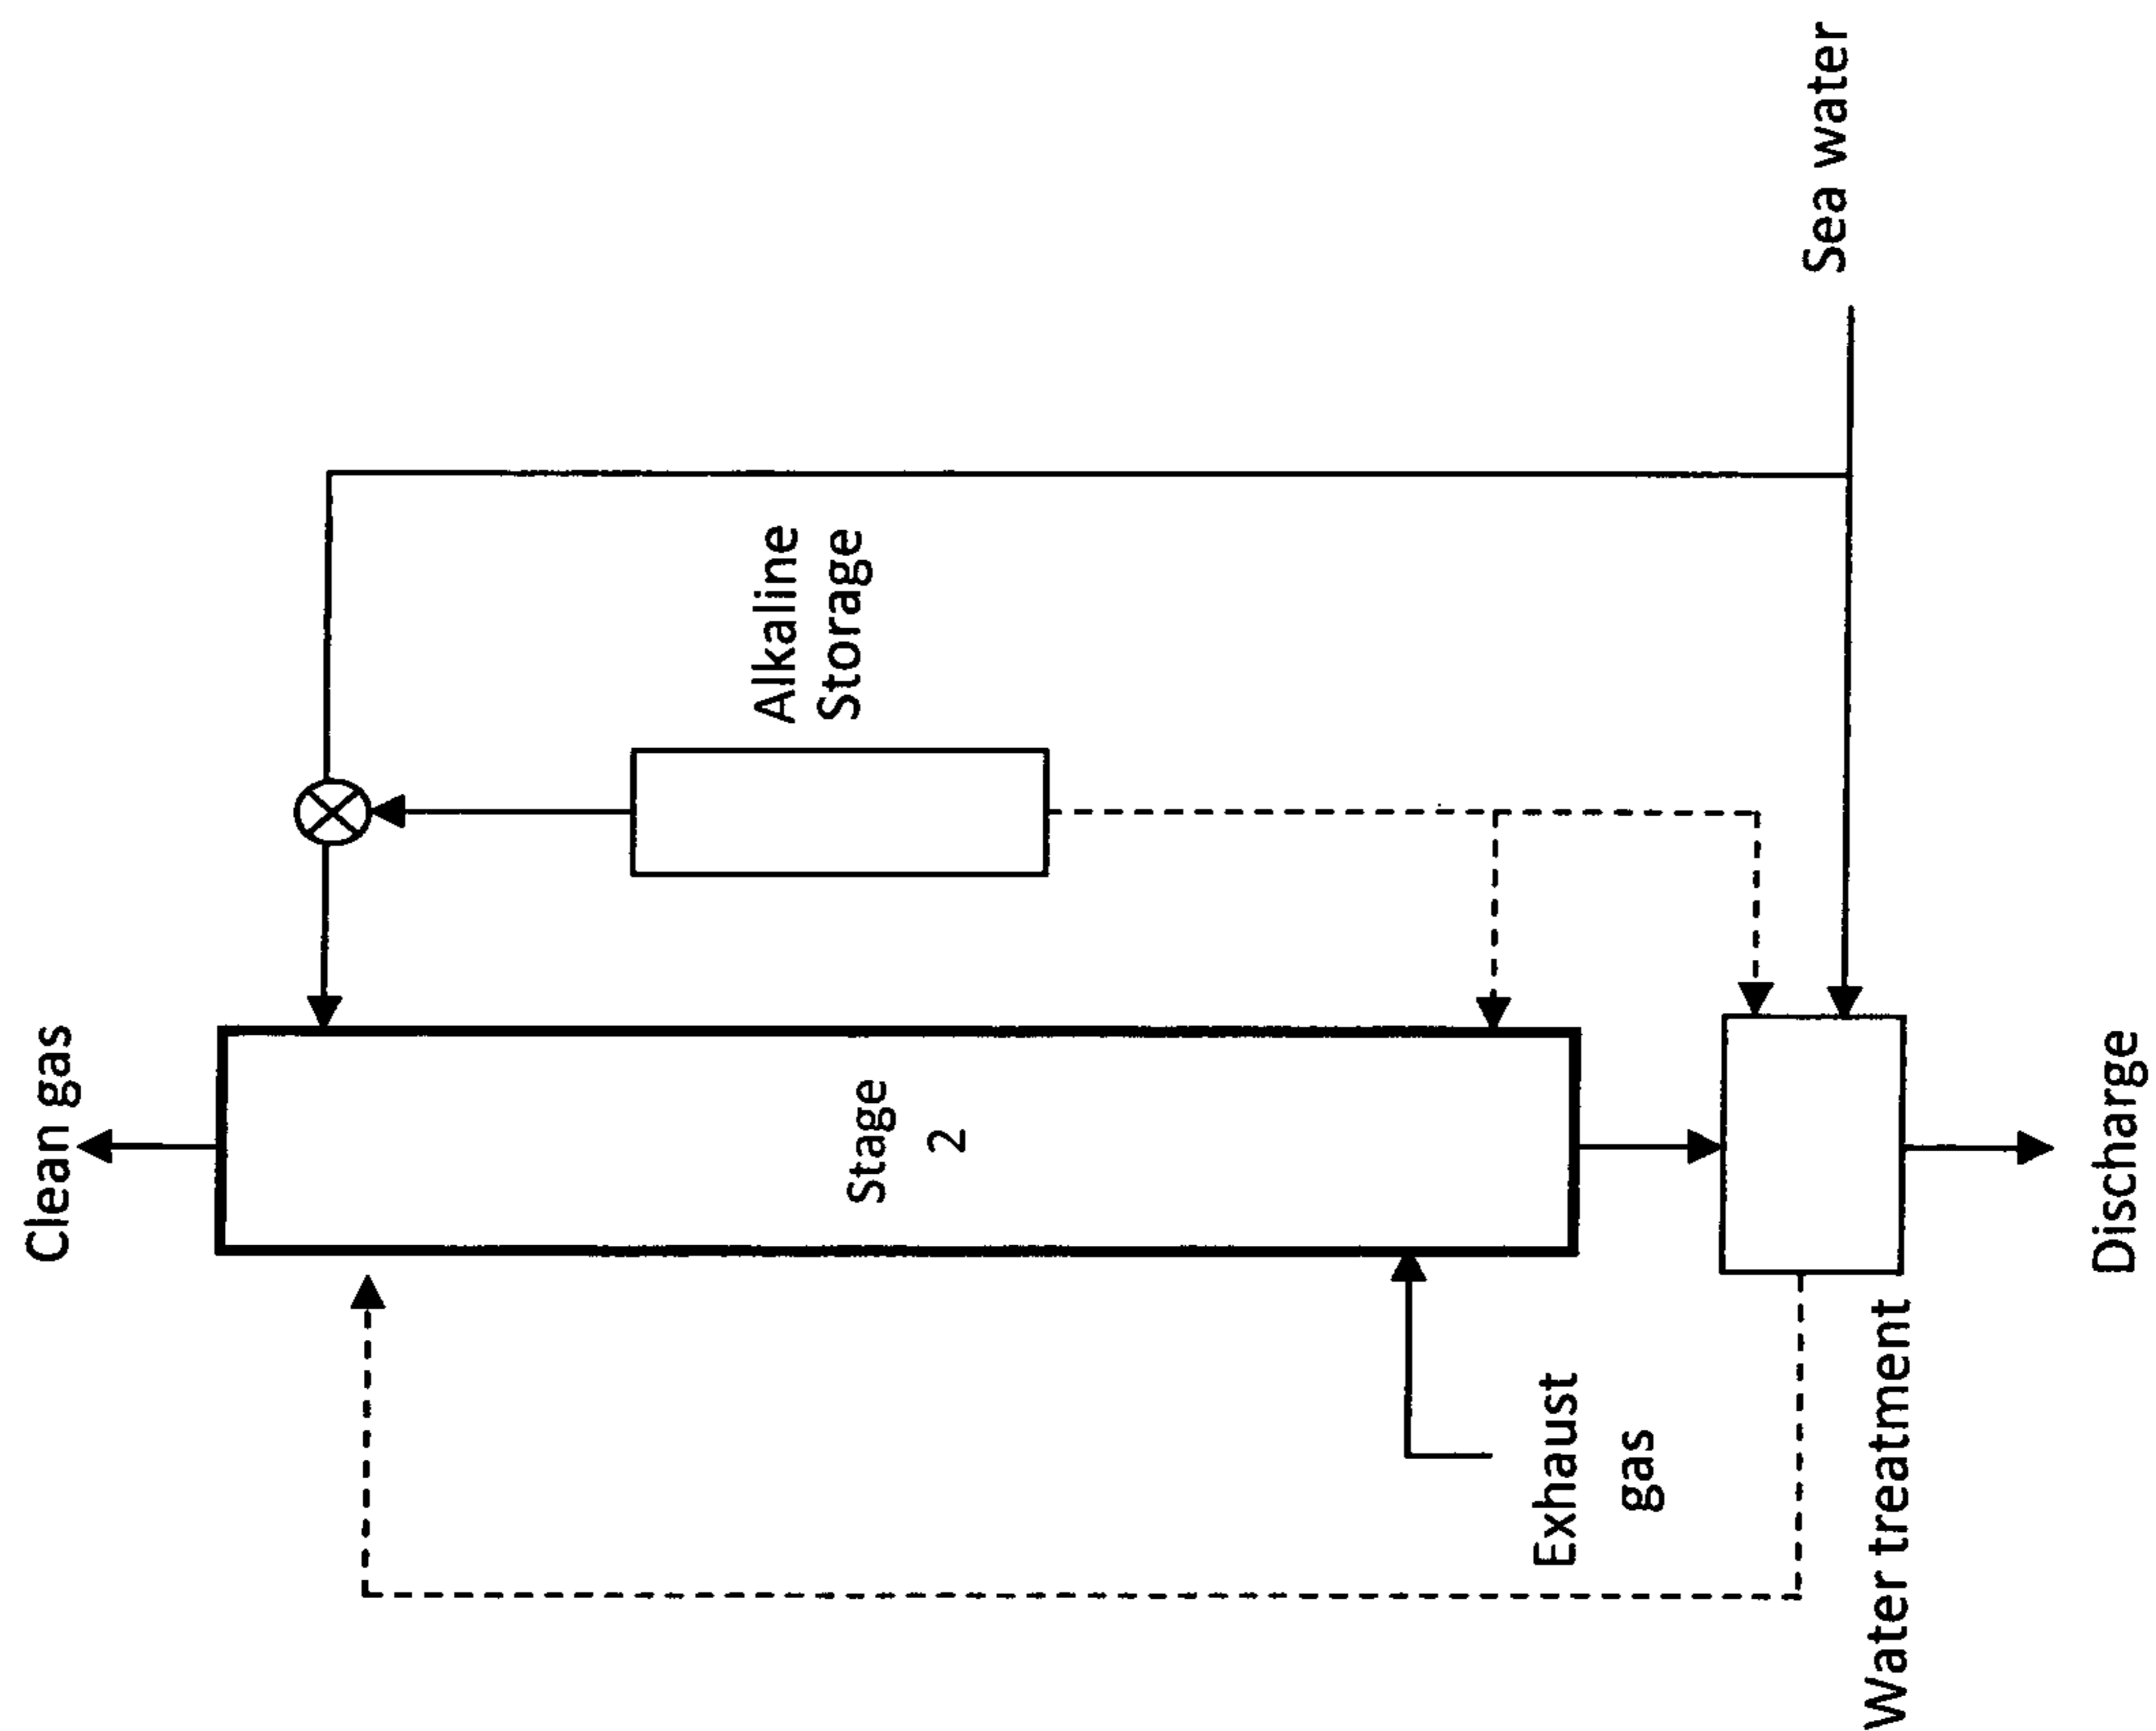 Clean gas
Stage
2
Alkaline
Storage
Sea water
Exhaust
gas
Water treatment
Discharge